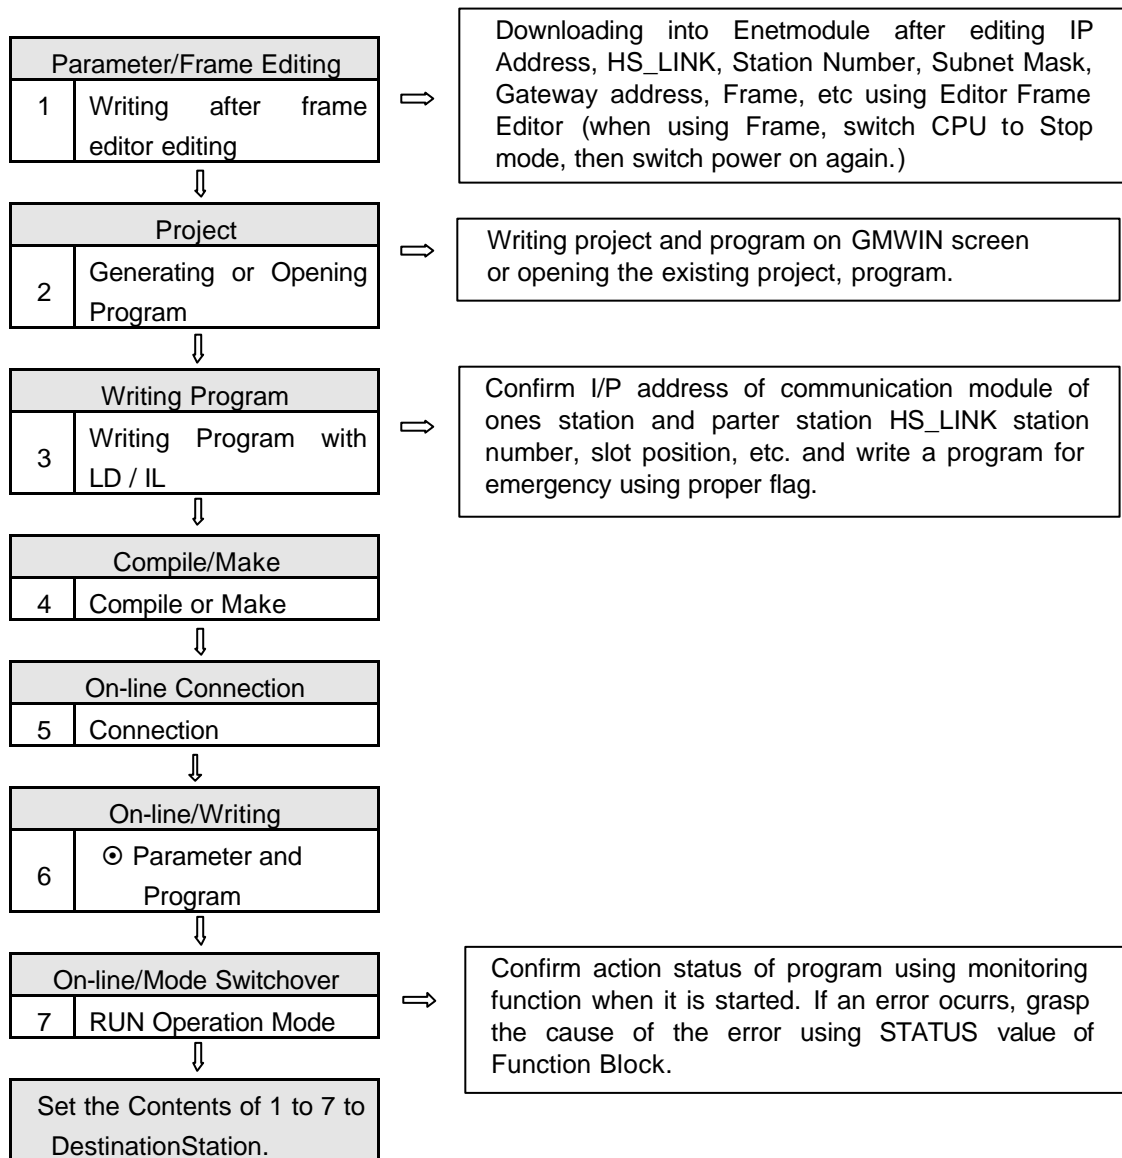 Parameter/Frame Editing
1 Writing after frame
editor editing
Downloading into Enetmodule after editing IP
Address, HS_LINK, Station Number, Subnet Mask,
Gateway address, Frame, etc using Editor Frame
Editor (when using Frame, switch CPU to Stop
mode, then switch power on again.)
Project
2 Generating or Opening
Program
Writing project and program on GMWIN screen
or opening the existing project, program.
Writing Program
3 Writing Program with
LD / IL
Confirm I/P address of communication module of
ones station and parter station HS_LINK station
number, slot position, etc. and write a program for
emergency using proper flag.
Compile/Make
4 Compile or Make
On-line Connection
5 Connection
On-line/Writing
6 ⊙ Parameter and
Program
On-line/Mode Switchover
7 RUN Operation Mode
Confirm action status of program using monitoring
function when it is started. If an error ocurrs, grasp
the cause of the error using STATUS value of
Function Block.
Set the Contents of 1 to 7 to
DestinationStation.